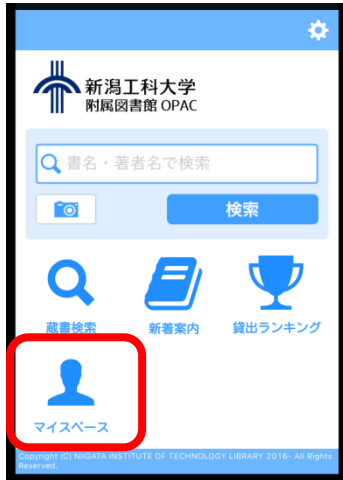 新潟工科大学
附属図書館 OPAC
書名・著者名で検索
検索
蔵書検索
新着案内
貸出ランキング
マイスペース
Copyright (C) NIIGATA INSTITUTE OF TECHNOLOGY LIBRARY 2016- All Rights
Reserved.